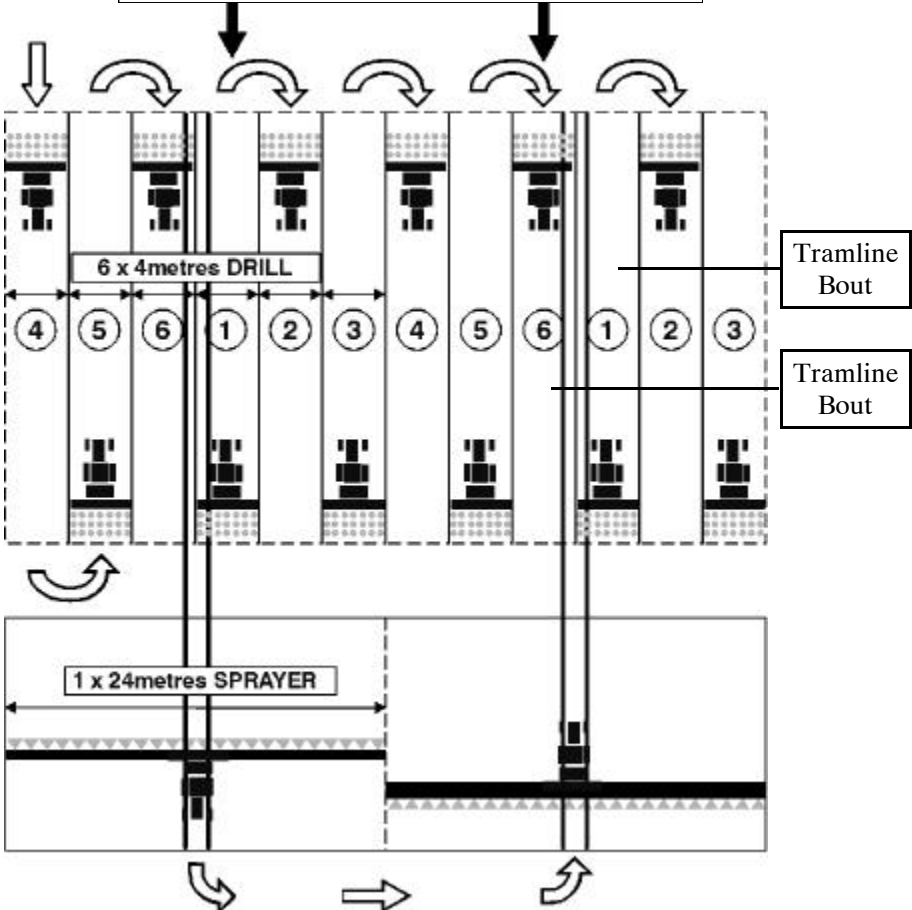 6 x 4metres DRILL
4 5 6 1 2 3 4 5 6 1 2 3
Tramline
Bout
Tramline
Bout
1 x 24metres SPRAYER